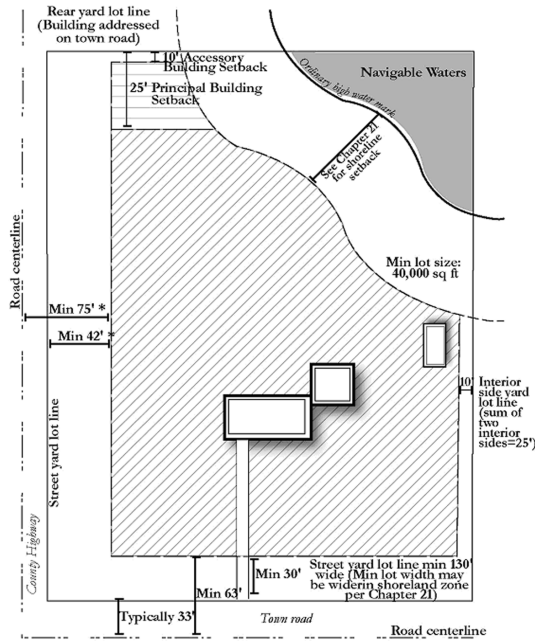 Rear yard lot line
(Building addressed
on town road)
10' Accessory
Building Setback
25' Principal Building
Setback
Ordinary high water mark
Navigable Waters
See Chapter 21
for shoreline
setback
Min lot size:
40,000 sq ft
Road centerline
Min 75' *
Min 42' *
10'
Interior
side yard
lot line
(sum of
two
interior
sides=25')
Street yard lot line
County Highway
Street yard lot line min 130'
wide (Min lot width may
be widerin shoreland zone
per Chapter 21)
Min 30'
Min 63'
Typically 33'
Town road
Road centerline